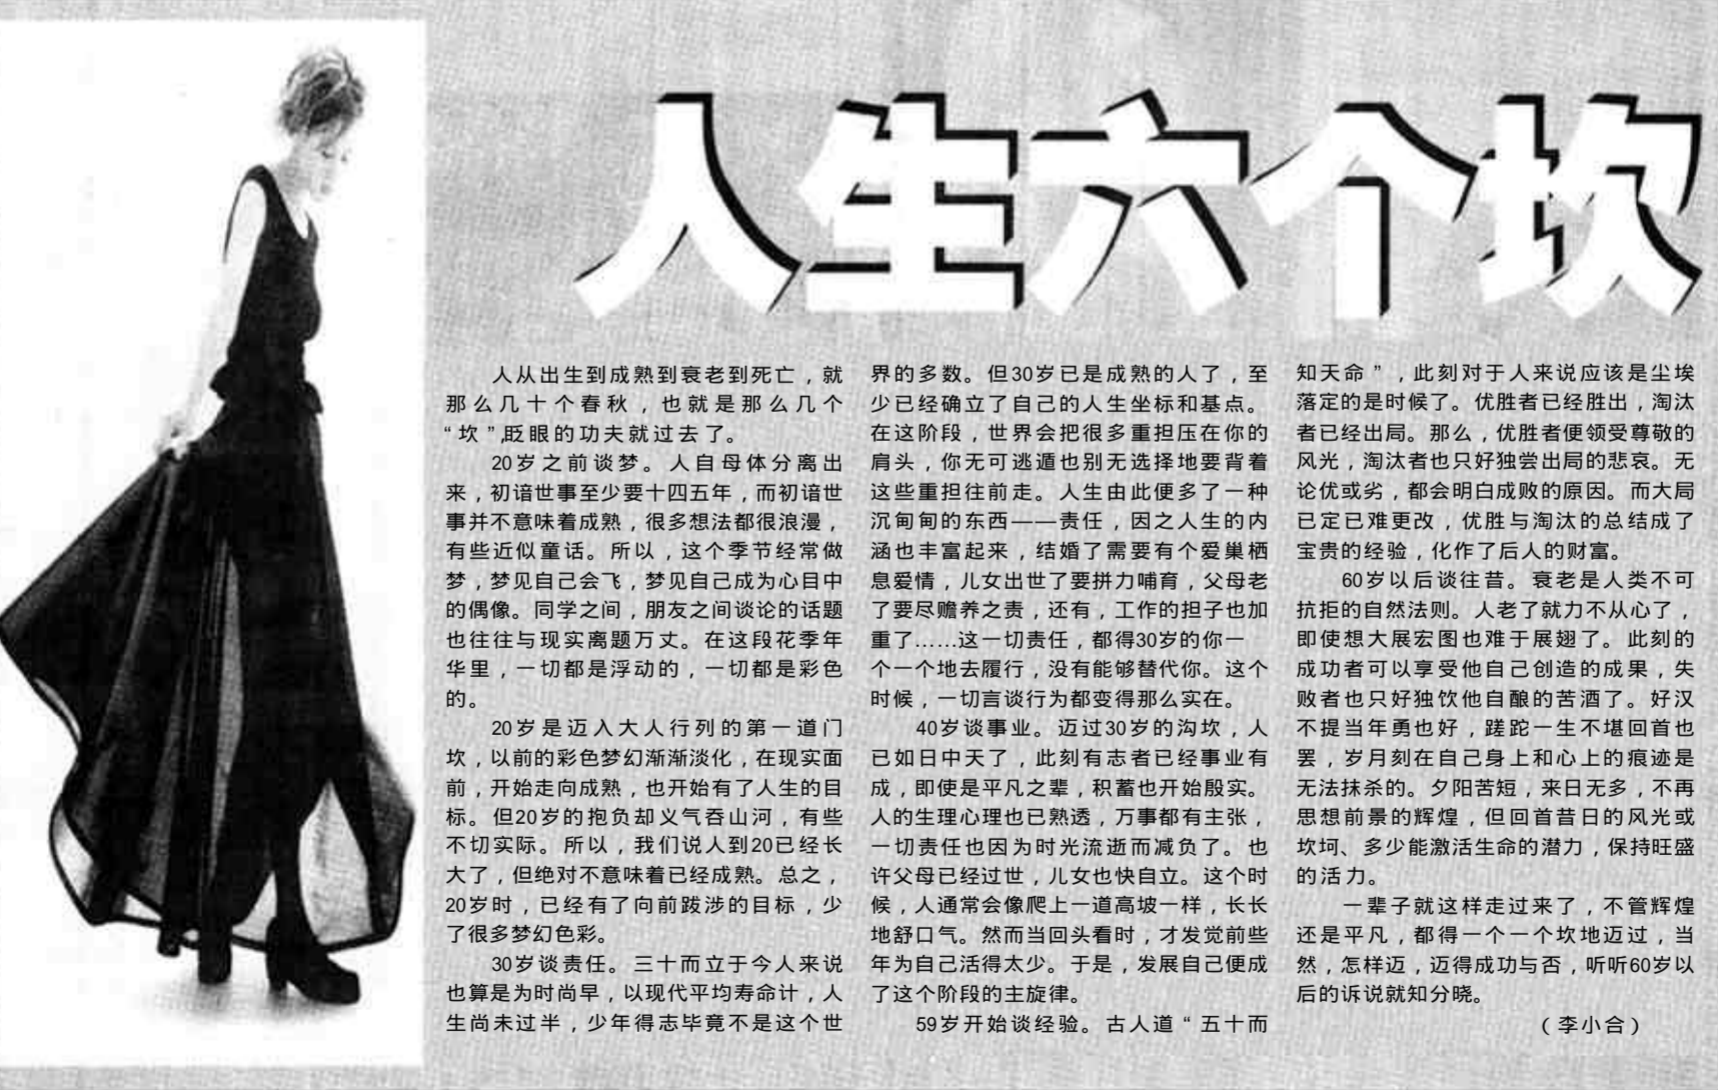 人生六个坎
人从出生到成熟到衰老到死亡，就
那么几十个春秋，也就是那么几个
“坎”,眨眼的功夫就过去了。
20岁之前谈梦。人自母体分离出
来，初谙世事至少要十四五年，而初谙世
事并不意味着成熟，很多想法都很浪漫，
有些近似童话。所以，这个季节经常做
梦，梦见自己会飞，梦见自己成为心目中
的偶像。同学之间，朋友之间谈论的话题
也往往与现实离题万丈。在这段花季年
华里，一切都是浮动的，一切都是彩色
的。
20岁是迈入大人行列的第一道门
坎，以前的彩色梦幻渐渐淡化，在现实面
前，开始走向成熟，也开始有了人生的目
标。但20岁的抱负却义气吞山河，有些
不切实际。所以，我们说人到20已经长
大了，但绝对不意味着已经成熟。总之，
20岁时，已经有了向前跋涉的目标，少
了很多梦幻色彩。
30岁谈责任。三十而立于今人来说
也算是为时尚早，以现代平均寿命计，人
生尚未过半，少年得志毕竟不是这个世
界的多数。但30岁已是成熟的人了，至
少已经确立了自己的人生坐标和基点。
在这阶段，世界会把很多重担压在你的
肩头，你无可逃遁也别无选择地要背着
这些重担往前走。人生由此便多了一种
沉甸甸的东西——责任，因之人生的内
涵也丰富起来，结婚了需要有个爱巢栖
息爱情，儿女出世了要拼力哺育，父母老
了要尽赡养之责，还有，工作的担子也加
重了……这一切责任，都得30岁的你一
个一个地去履行，没有能够替代你。这个
时候，一切言谈行为都变得那么实在。
40岁谈事业。迈过30岁的沟坎，人
已如日中天了，此刻有志者已经事业有
成，即使是平凡之辈，积蓄也开始殷实。
人的生理心理也已熟透，万事都有主张，
一切责任也因为时光流逝而减负了。也
许父母已经过世，儿女也快自立。这个时
候，人通常会像爬上一道高坡一样，长长
地舒口气。然而当回头看时，才发觉前些
年为自己活得太少。于是，发展自己便成
了这个阶段的主旋律。
59岁开始谈经验。古人道“五十而
知天命”，此刻对于人来说应该是尘埃
落定的是时候了。优胜者已经胜出，淘汰
者已经出局。那么，优胜者便领受尊敬的
风光，淘汰者也只好独尝出局的悲哀。无
论优或劣，都会明白成败的原因。而大局
已定已难更改，优胜与淘汰的总结成了
宝贵的经验，化作了后人的财富。
60岁以后谈往昔。衰老是人类不可
抗拒的自然法则。人老了就力不从心了，
即使想大展宏图也难于展翅了。此刻的
成功者可以享受他自己创造的成果，失
败者也只好独饮他自酿的苦酒了。好汉
不提当年勇也好，蹉跎一生不堪回首也
罢，岁月刻在自己身上和心上的痕迹是
无法抹杀的。夕阳苦短，来日无多，不再
思想前景的辉煌，但回首昔日的风光或
坎坷、多少能激活生命的潜力，保持旺盛
的活力。
一辈子就这样走过来了，不管辉煌
还是平凡，都得一个一个坎地迈过，当
然，怎样迈，迈得成功与否，听听60岁以
后的诉说就知分晓。
（李小合）